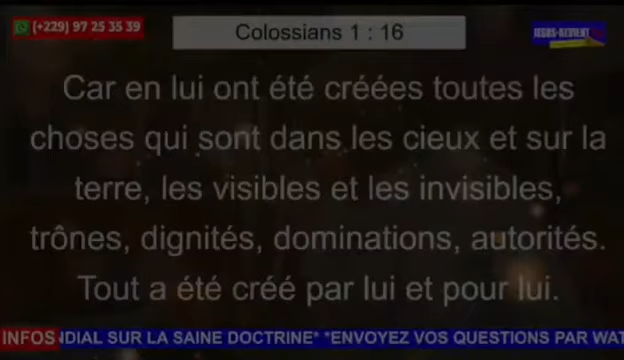 (+229) 97 25 35 39
Colossians 1 : 16
JESUS-REVIENT
Car en lui ont été créées toutes les
choses qui sont dans les cieux et sur la
terre, les visibles et les invisibles,
trônes, dignités, dominations, autorités.
Tout a été créé par lui et pour lui.
INFOS NDIAL SUR LA SAINE DOCTRINE* *ENVOYEZ VOS QUESTIONS PAR WAT